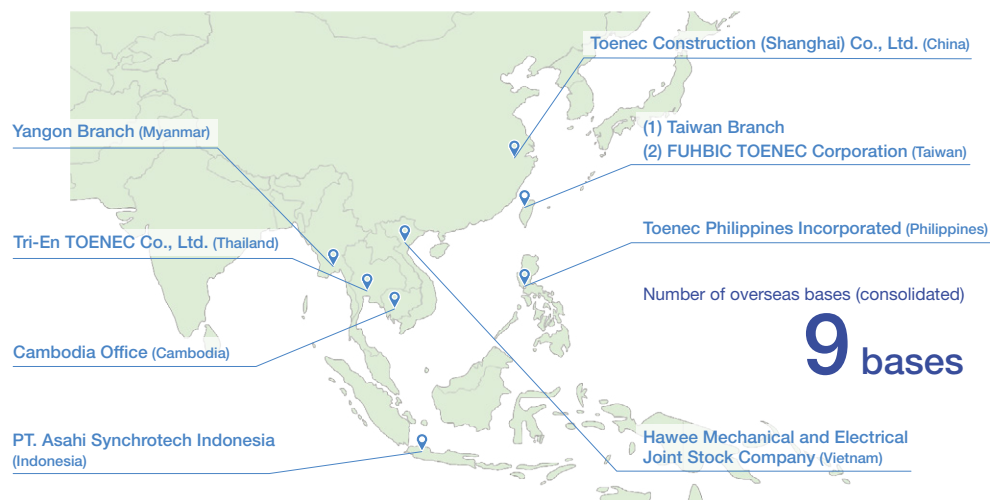 Toenec Construction (Shanghai) Co., Ltd. (China)
Yangon Branch (Myanmar)
(1) Taiwan Branch
(2) FUHBIC TOENEC Corporation (Taiwan)
Tri-En TOENEC Co., Ltd. (Thailand)
Toenec Philippines Incorporated (Philippines)
Number of overseas bases (consolidated)
9 bases
Cambodia Office (Cambodia)
PT. Asahi Synchrotech Indonesia
(Indonesia)
Hawee Mechanical and Electrical
Joint Stock Company (Vietnam)